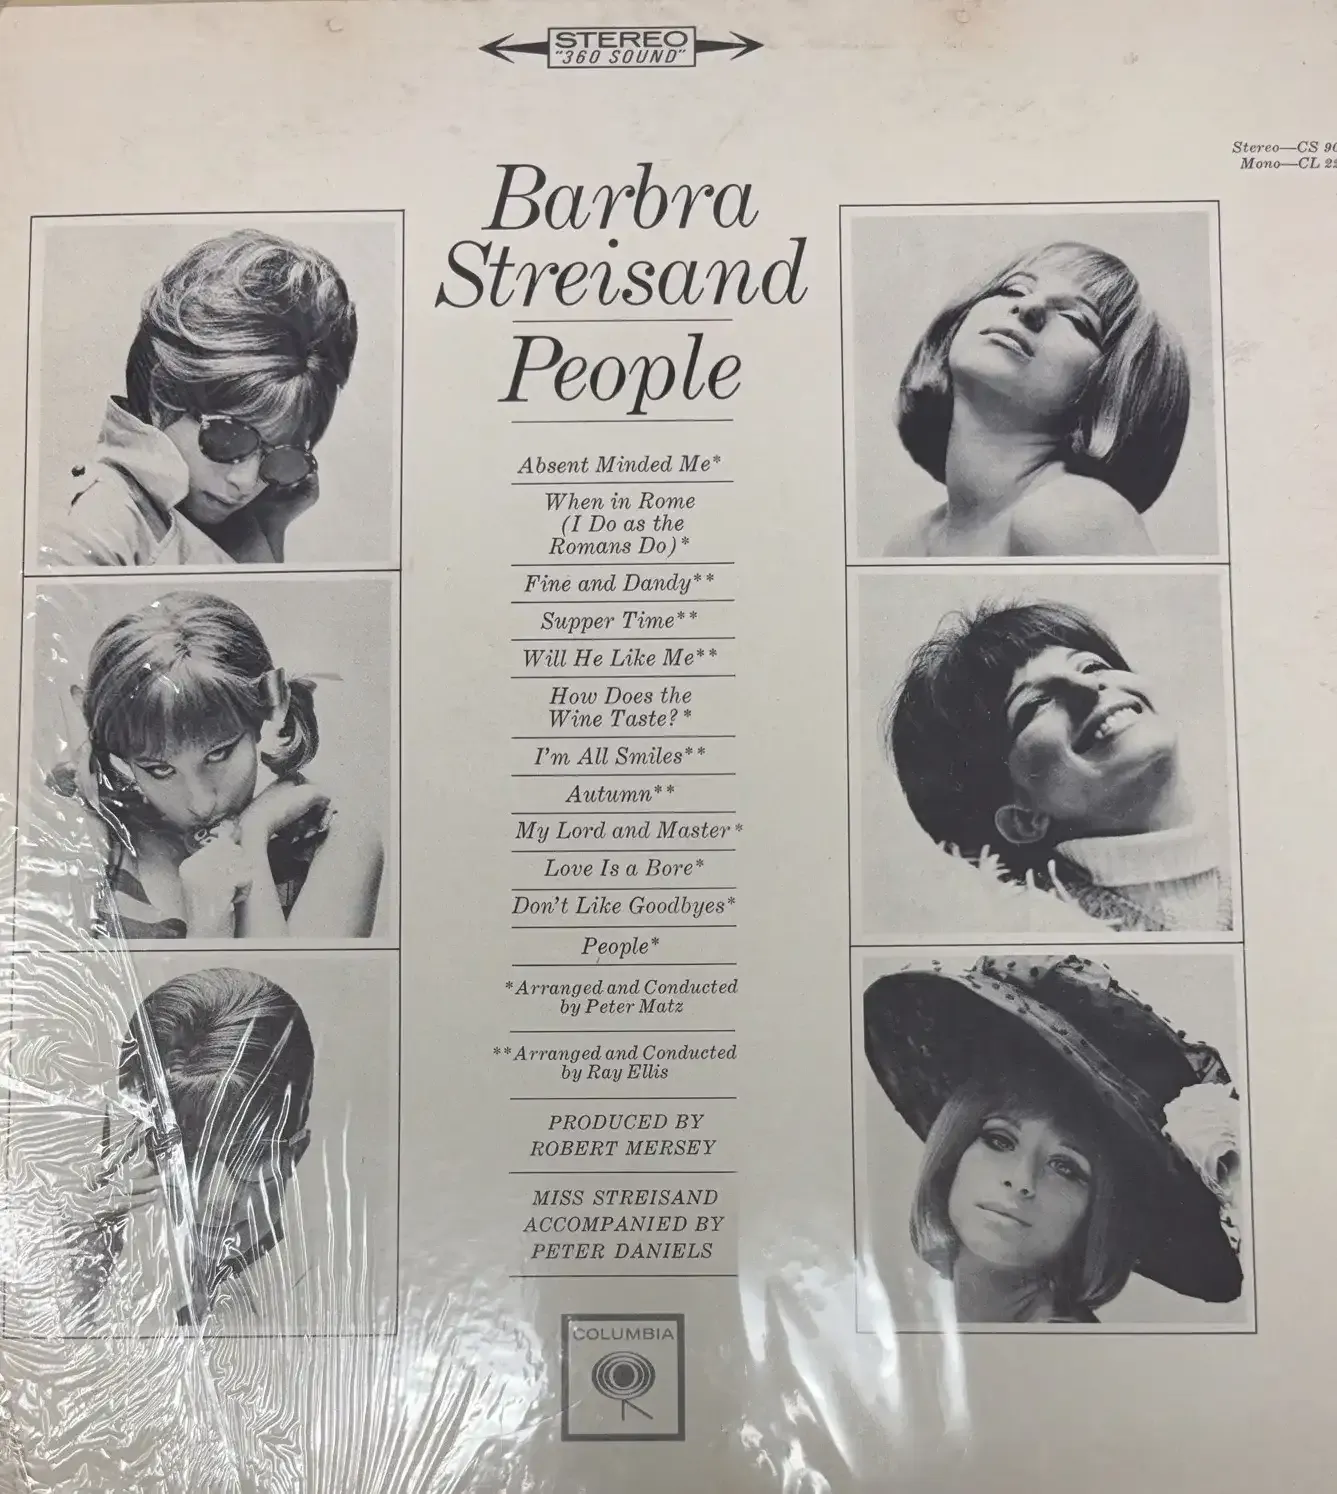 STEREO
"360 SOUND"
Stereo—CS
Mono—CL
Barbra
Streisand
People
Absent Minded Me*
When in Rome
(I Do as the
Romans Do)*
Fine and Dandy**
Supper Time**
Will He Like Me**
How Does the
Wine Taste?*
I'm All Smiles**
Autumn**
My Lord and Master*
Love Is a Bore*
Don't Like Goodbyes*
People*
*Arranged and Conducted
by Peter Matz
**Arranged and Conducted
by Ray Ellis
PRODUCED BY
ROBERT MERSEY
MISS STREISAND
ACCOMPANIED BY
PETER DANIELS
COLUMBIA